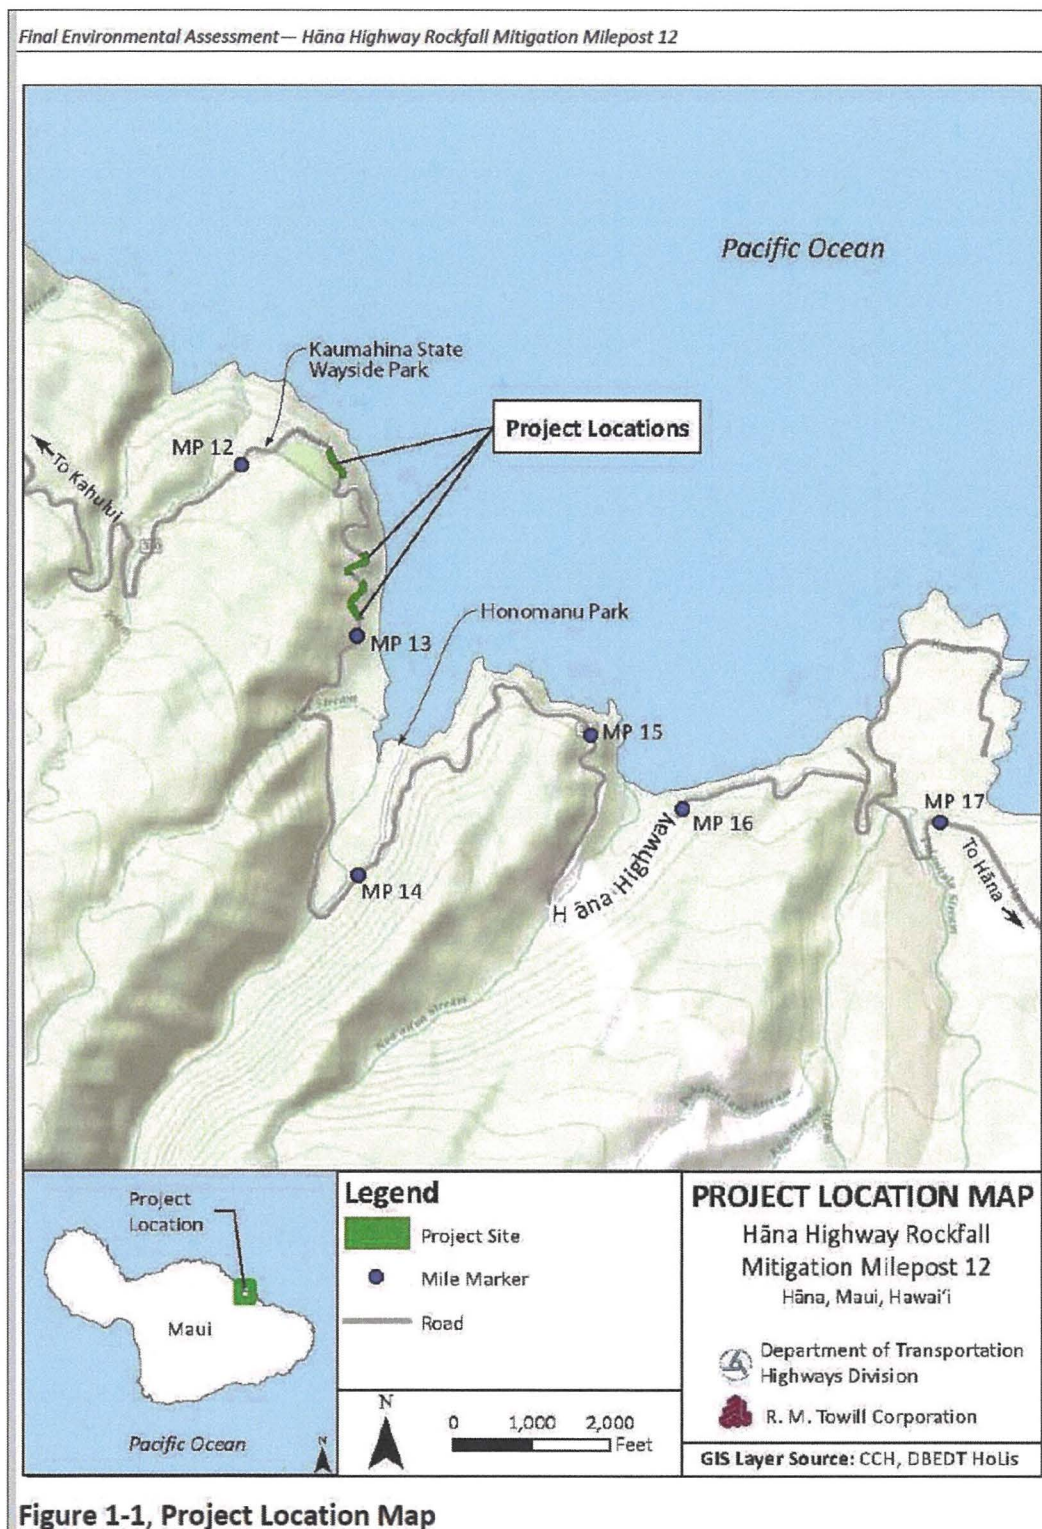 Final Environmental Assessment— Hāna Highway Rockfall Mitigation Milepost 12
Pacific Ocean
Kaumahina State
Wayside Park
Project Locations
MP 12
To Kahului
Honomanu Park
MP 13
MP 15
MP 16
MP 17
Hāna Highway
To Hāna
MP 14
Stream
Stream
Stream
Project
Location
Maui
Pacific Ocean
N
Legend
Project Site
Mile Marker
Road
N
0 1,000 2,000
Feet
PROJECT LOCATION MAP
Hāna Highway Rockfall
Mitigation Milepost 12
Hāna, Maui, Hawai‘i
Department of Transportation
Highways Division
R. M. Towill Corporation
GIS Layer Source: CCH, DBEDT HoLis
Figure 1-1, Project Location Map